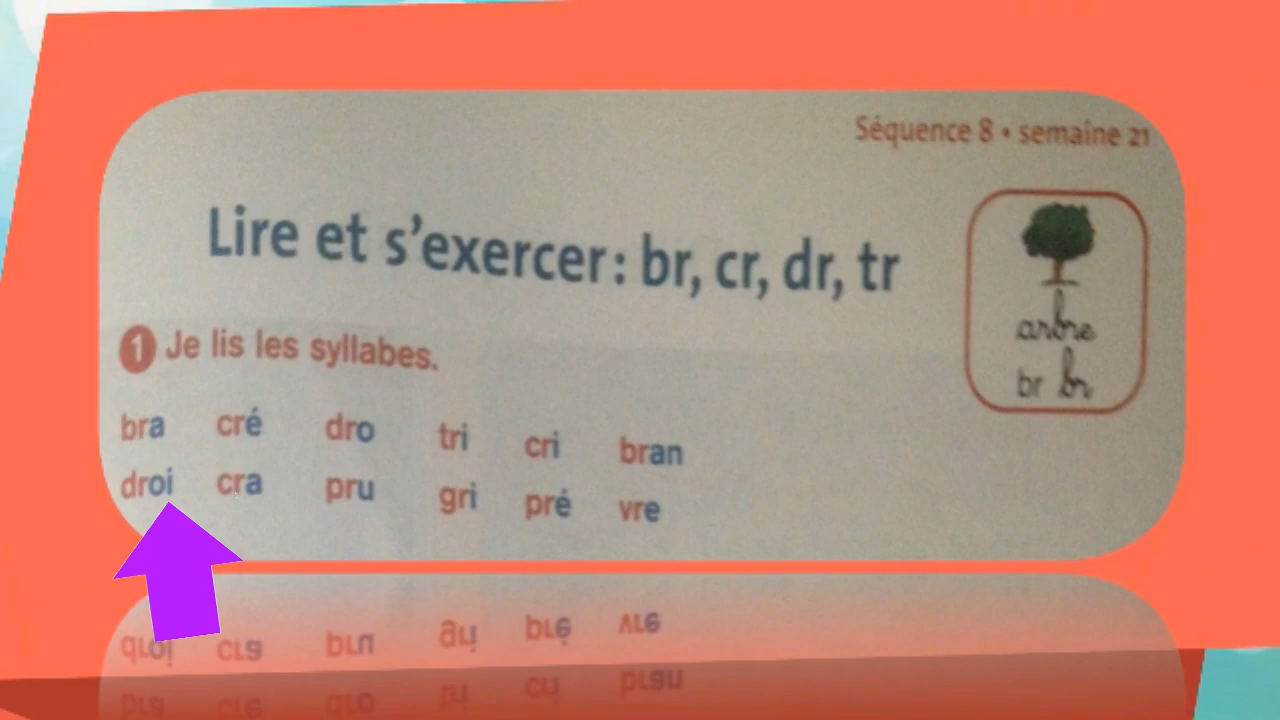 Séquence 8 • semaine 21
Lire et s'exercer : br, cr, dr, tr
arbre
br br
1 Je lis les syllabes.
bra cré dro tri cri bran
droi cra pru gri pré vre